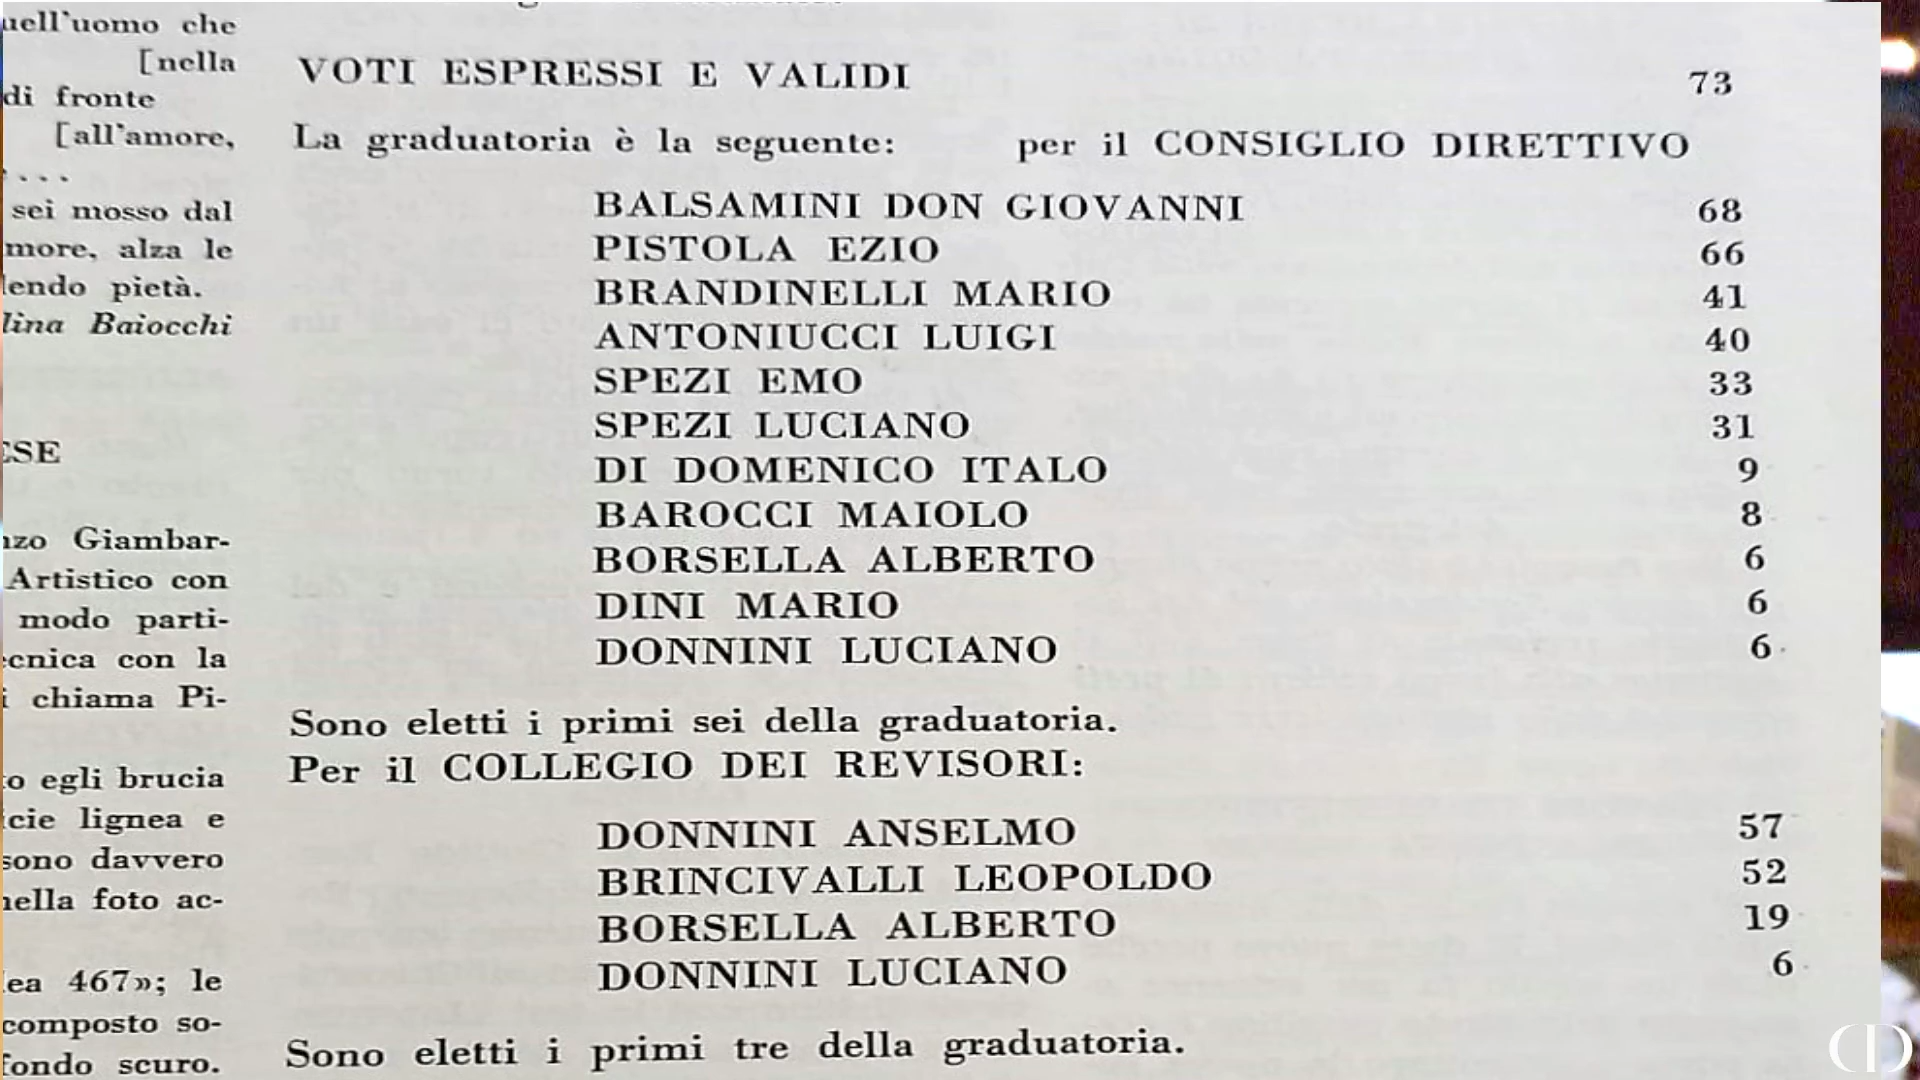 uell'uomo che
[nella
di fronte
[all'amore,
....
sei mosso dal
more, alza le
lendo pietà.
lina Baiocchi
ESE
nzo Giambar-
Artistico con
modo parti-
ecnica con la
i chiama Pi-
to egli brucia
icie lignea e
sono davvero
nella foto ac-
ea 467»; le
composto so-
fondo scuro.
VOTI ESPRESSI E VALIDI 73
La graduatoria è la seguente: per il CONSIGLIO DIRETTIVO
BALSAMINI DON GIOVANNI 68
PISTOLA EZIO 66
BRANDINELLI MARIO 41
ANTONIUCCI LUIGI 40
SPEZI EMO 33
SPEZI LUCIANO 31
DI DOMENICO ITALO 9
BAROCCI MAIOLO 8
BORSELLA ALBERTO 6
DINI MARIO 6
DONNINI LUCIANO 6
Sono eletti i primi sei della graduatoria.
Per il COLLEGIO DEI REVISORI:
DONNINI ANSELMO 57
BRINCIVALLI LEOPOLDO 52
BORSELLA ALBERTO 19
DONNINI LUCIANO 6
Sono eletti i primi tre della graduatoria.